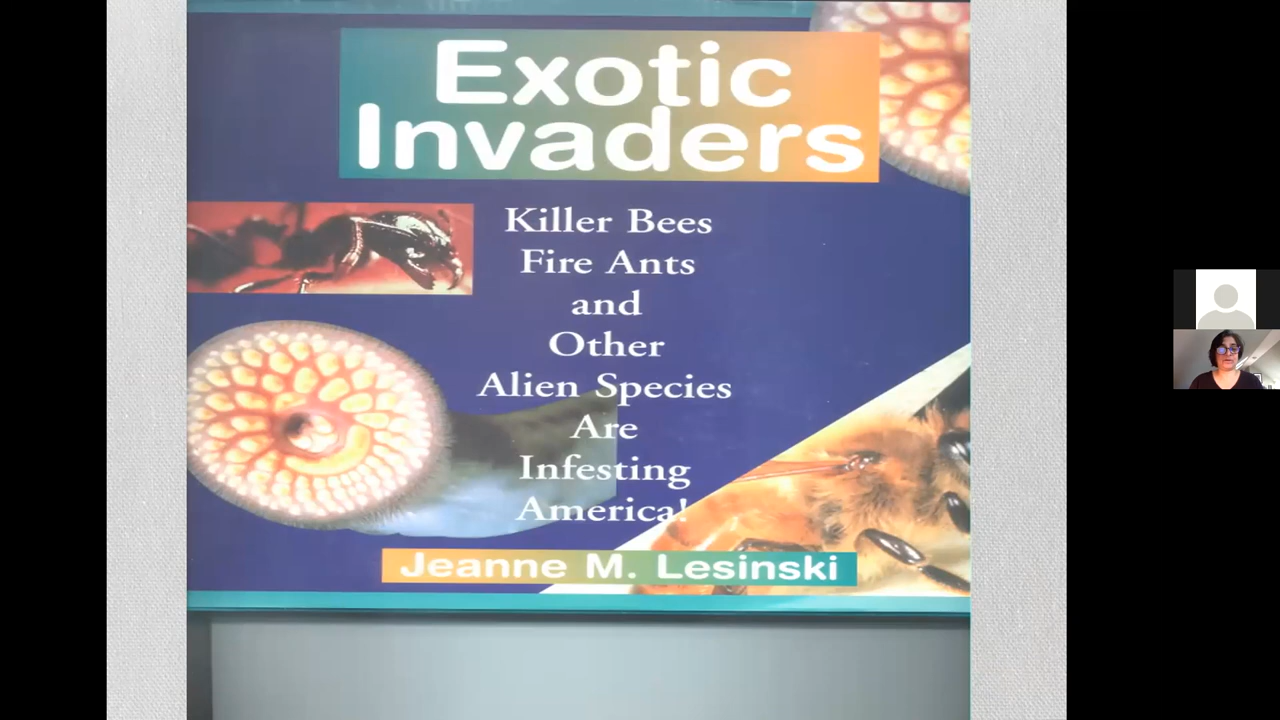 Exotic
Invaders
Killer Bees
Fire Ants
and
Other
Alien Species
Are
Infesting
America!
Jeanne M. Lesinski